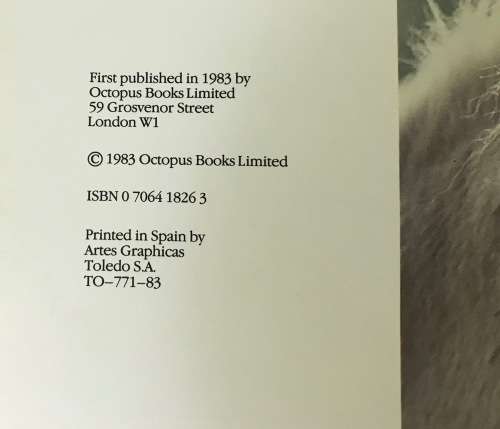 First published in 1983 by
Octopus Books Limited
59 Grosvenor Street
London W1
© 1983 Octopus Books Limited
ISBN 0 7064 1826 3
Printed in Spain by
Artes Graphicas
Toledo S.A.
TO–771–83